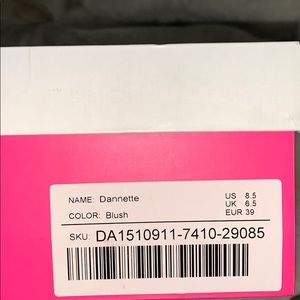 NAME: Dannette US 8.5
UK 6.5
COLOR: Blush EUR 39
SKU: DA1510911-7410-29085